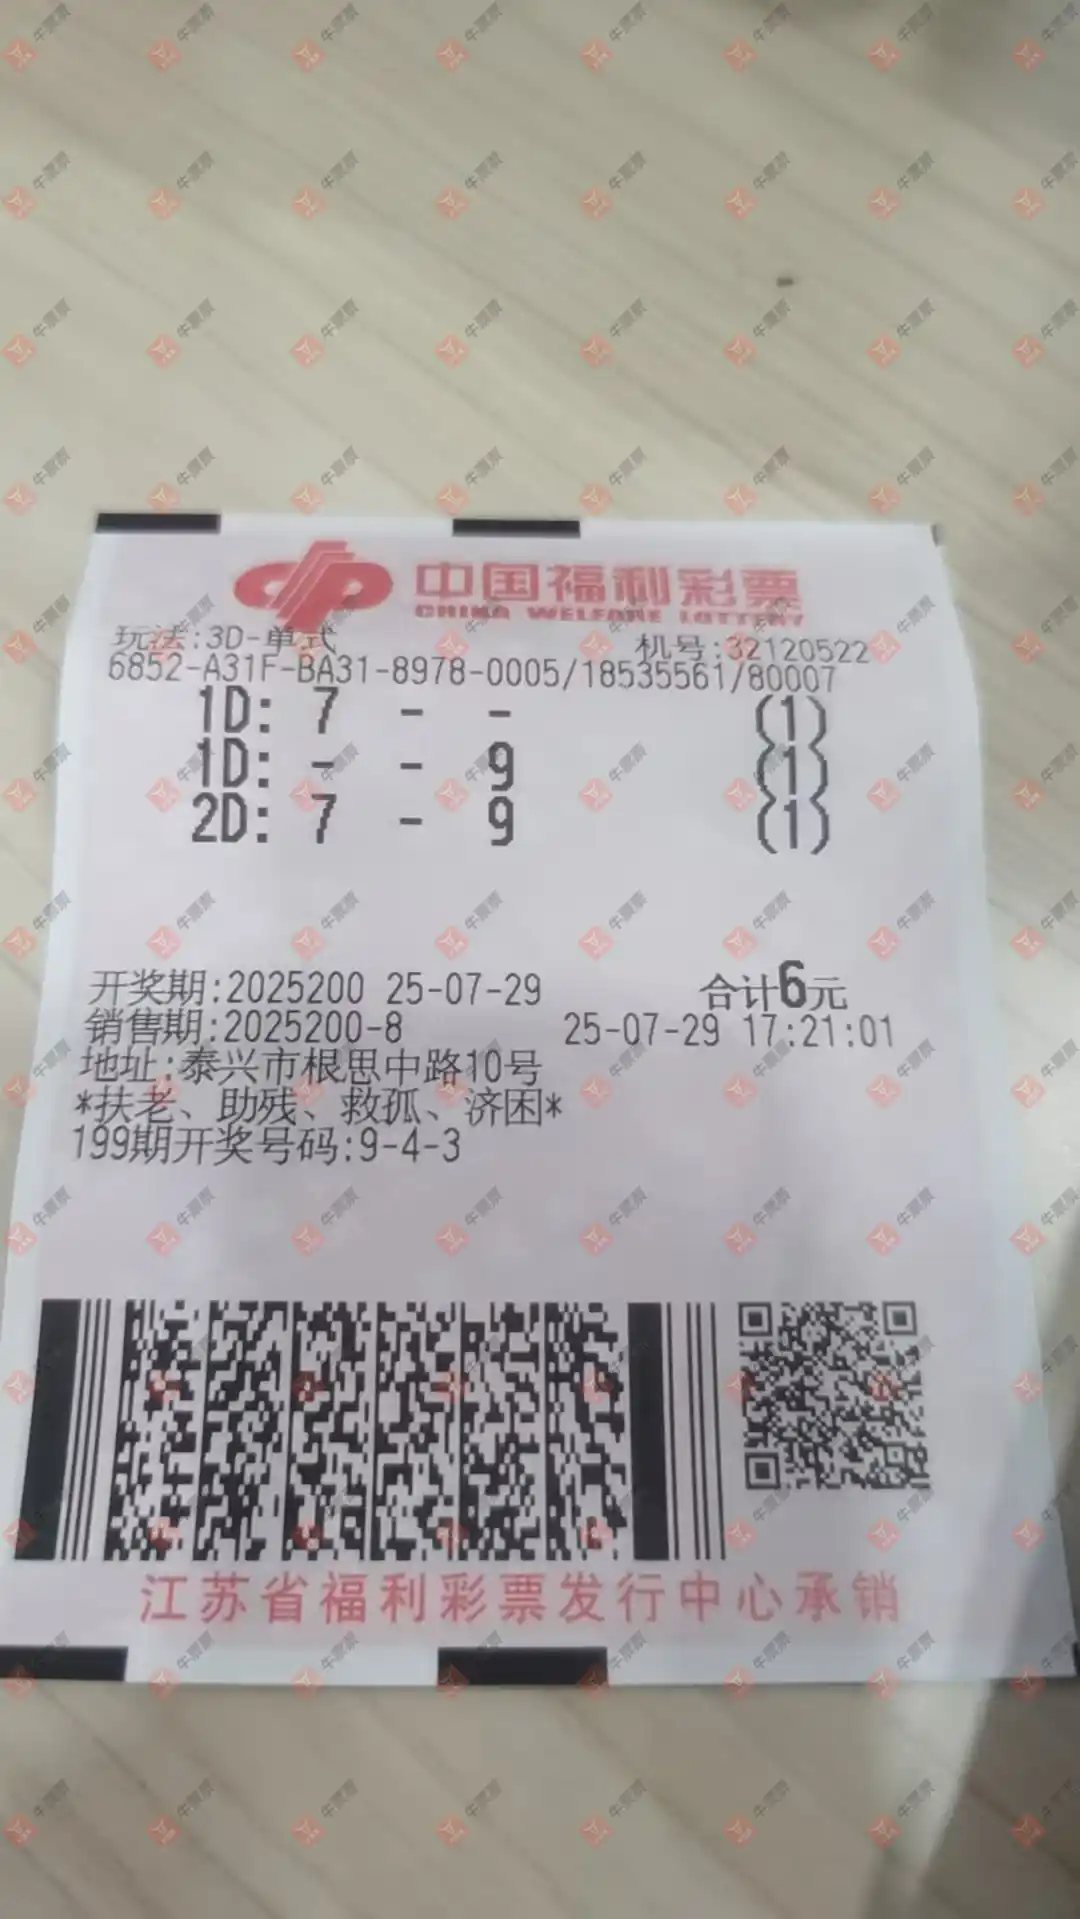 中国福利彩票
CHINA WELFARE LOTTERY
玩法:3D-单式 机号:32120522
6852-A31F-BA31-8978-0005/18535561/80007
1D: 7 - - (1)
1D: - - 9 (1)
2D: 7 - 9 (1)
开奖期:2025200 25-07-29 合计6元
销售期:2025200-8 25-07-29 17:21:01
地址:泰兴市根思中路10号
*扶老、助残、救孤、济困*
199期开奖号码:9-4-3
江苏省福利彩票发行中心承销
牛票票